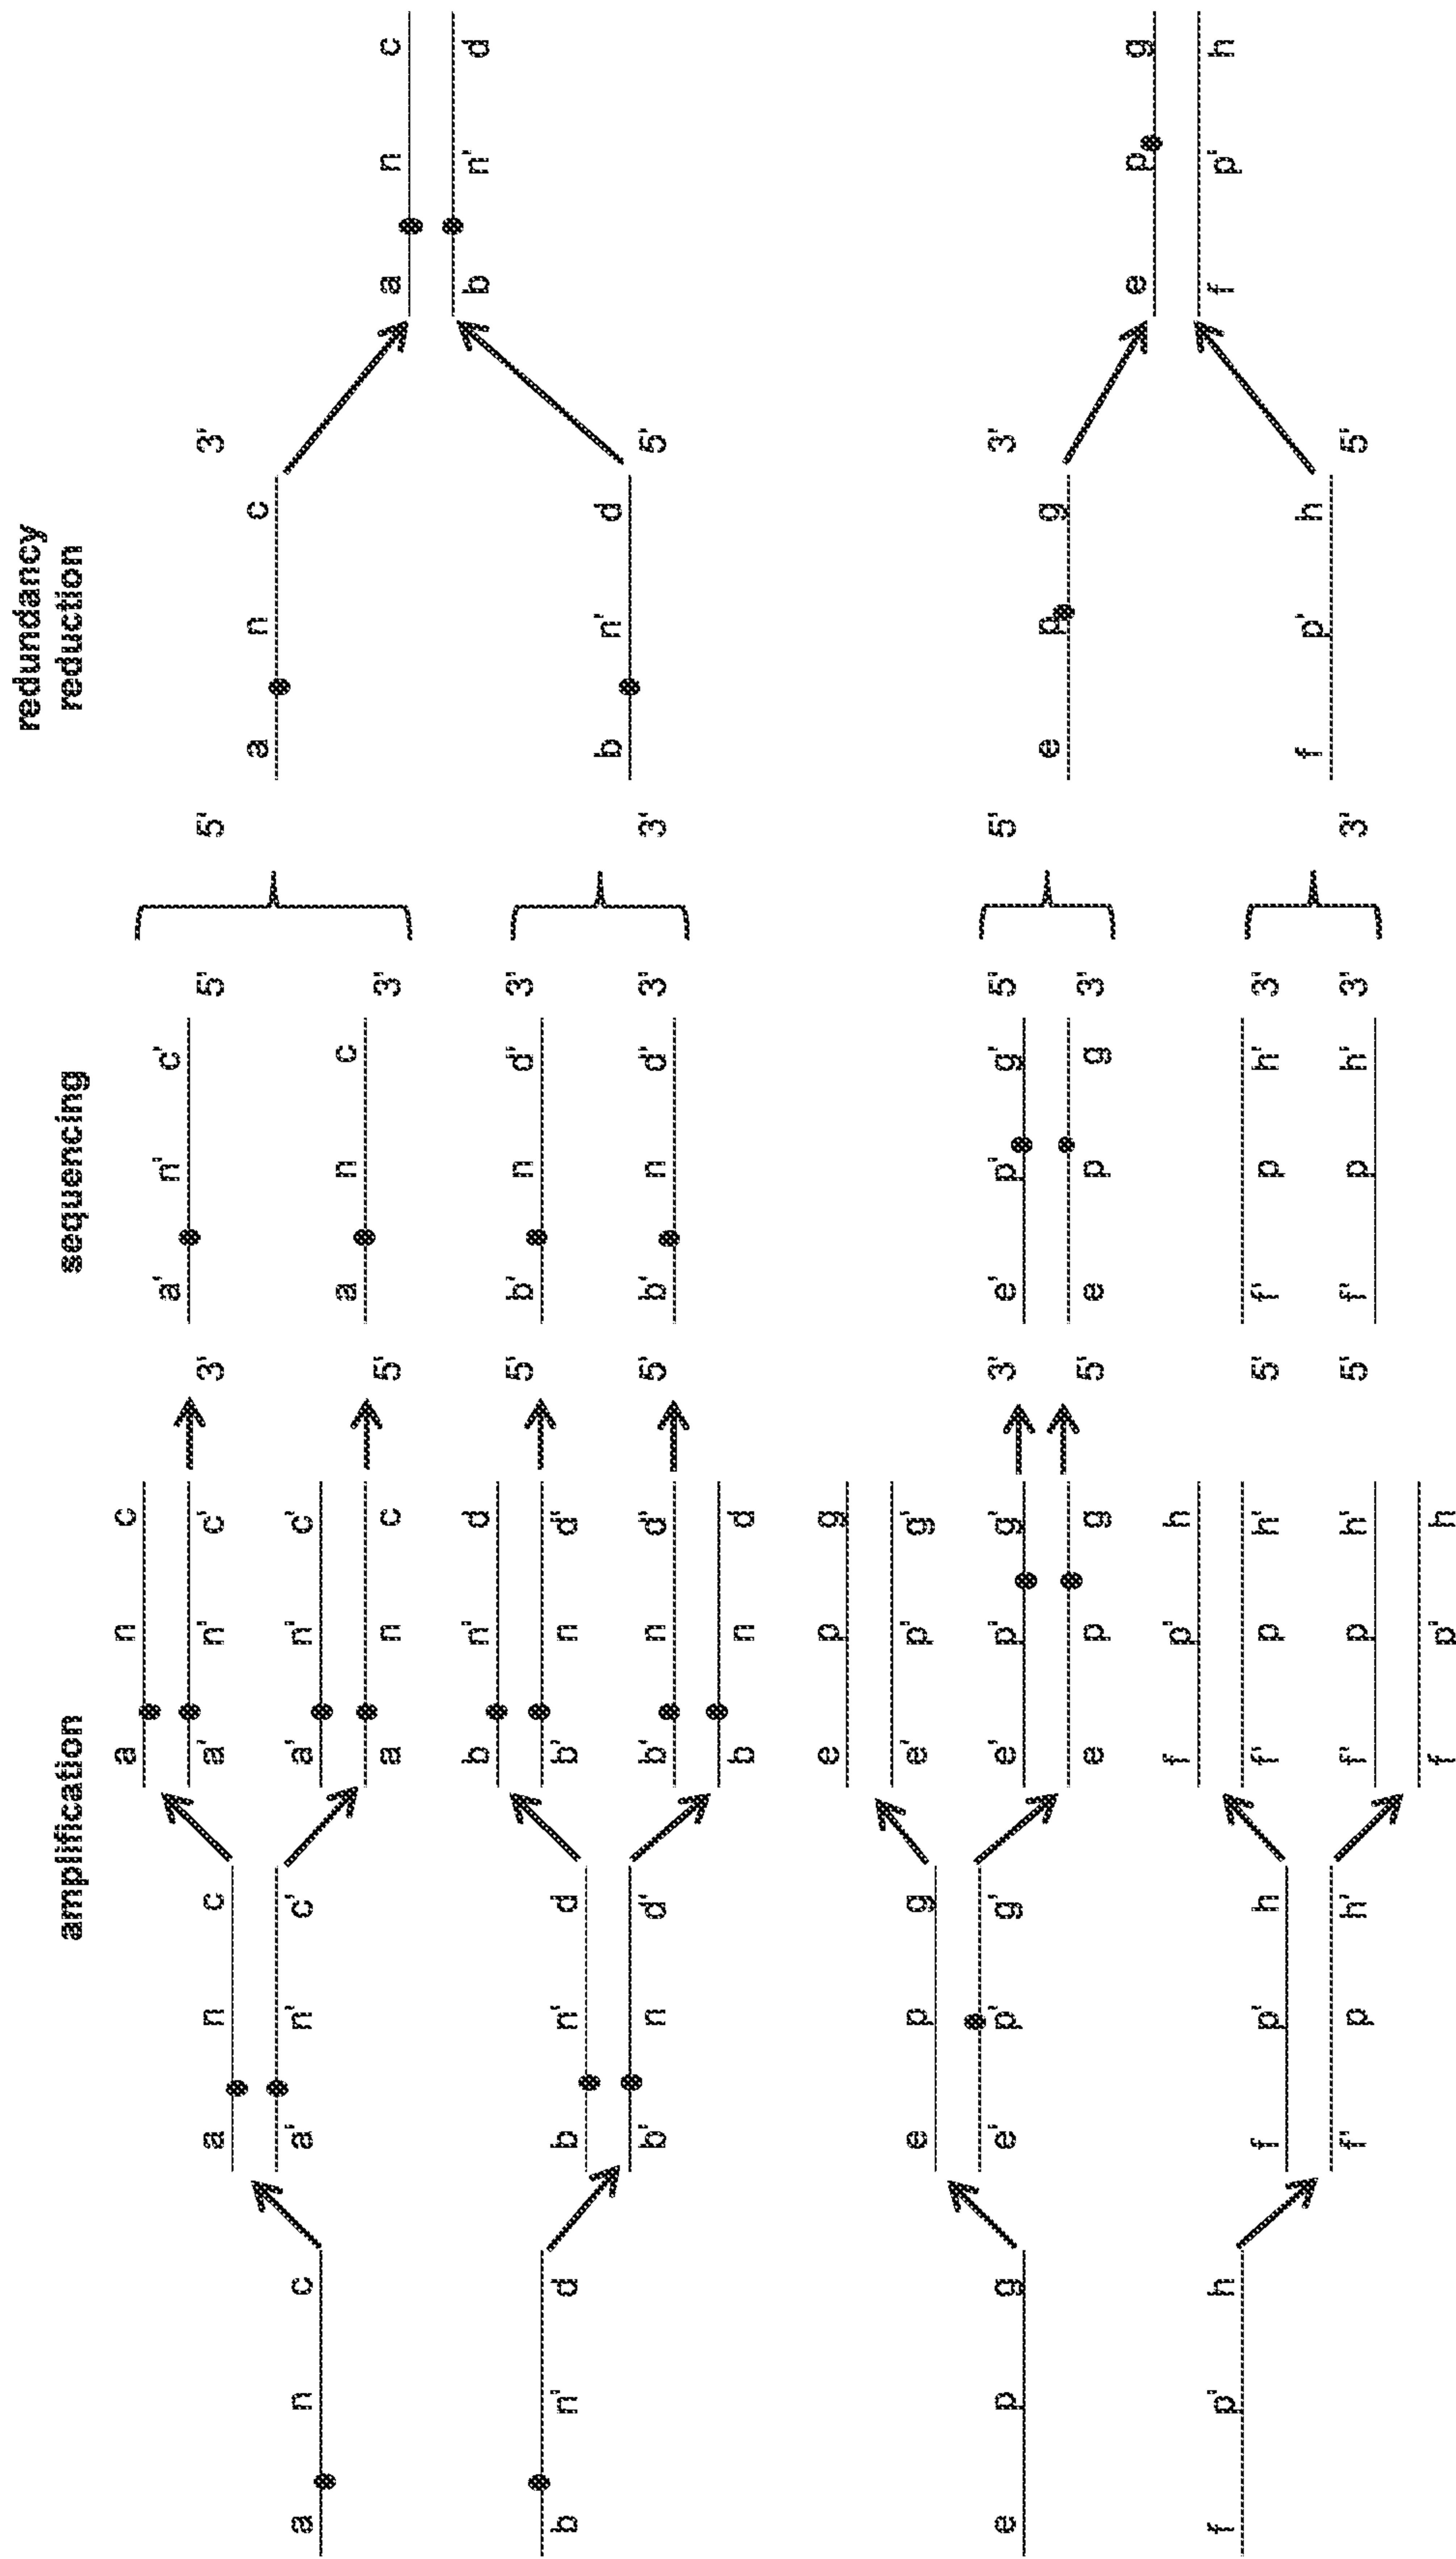 redundancy
amplification sequencing reduction
a n c
a' n' c'
a n c a' n' c' 3' 5' 5' 3'
a n c
a n c a' n' c' a' n' c'
a n c
a n c 5' 3' a n c
b n' d b n' d
5' b' n d' 3'
b n' d b n' d b' n d'
b n' d
b' n d' b' n d' 5' b' n d' 3' 3' 5'
b n d
e p g
e p g e' p' g'
e p g e' p' g' e' p' g' 3' e' p' g' 5' 5' 3'
e p g
e p g 5' e p g 3'
e p g
f p' h
f p' h f p' h
f p' h f' p h' 5' f' p h' 3'
f p' h
f' p h' f' p h' 5' f' p h' 3' 3' 5'
f p' h